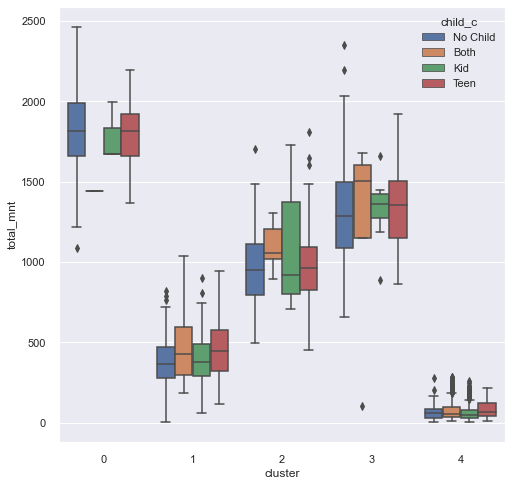 child_c
No Child
Both
Kid
Teen
total_mnt
2500
2000
1500
1000
500
0
0 1 2 3 4
cluster